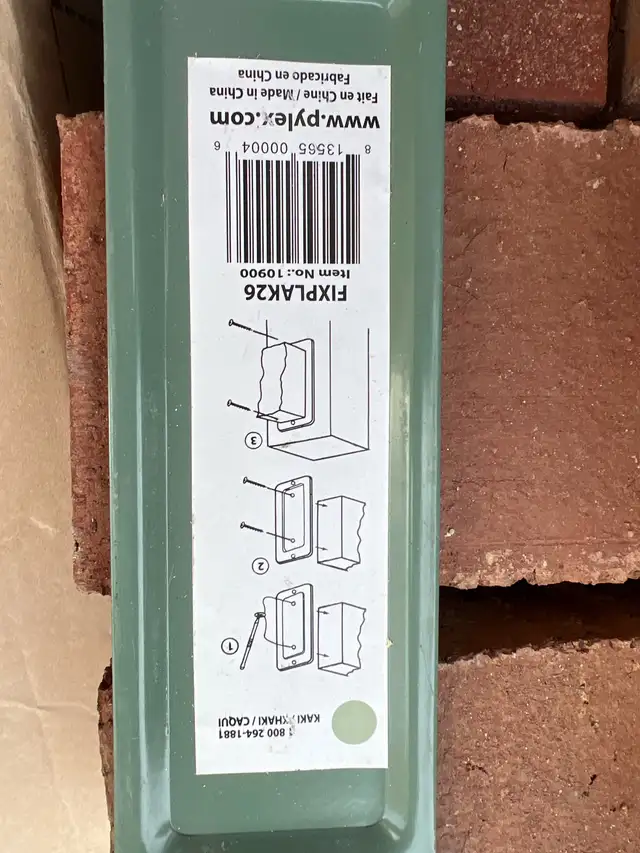 1 800 264-1881
KAKI / KHAKI / CAQUI
1
2
3
FIXPLAK26
Item No.: 10900
8 13565 00004 6
www.pylex.com
Fait en Chine / Made in China
Fabricado en China